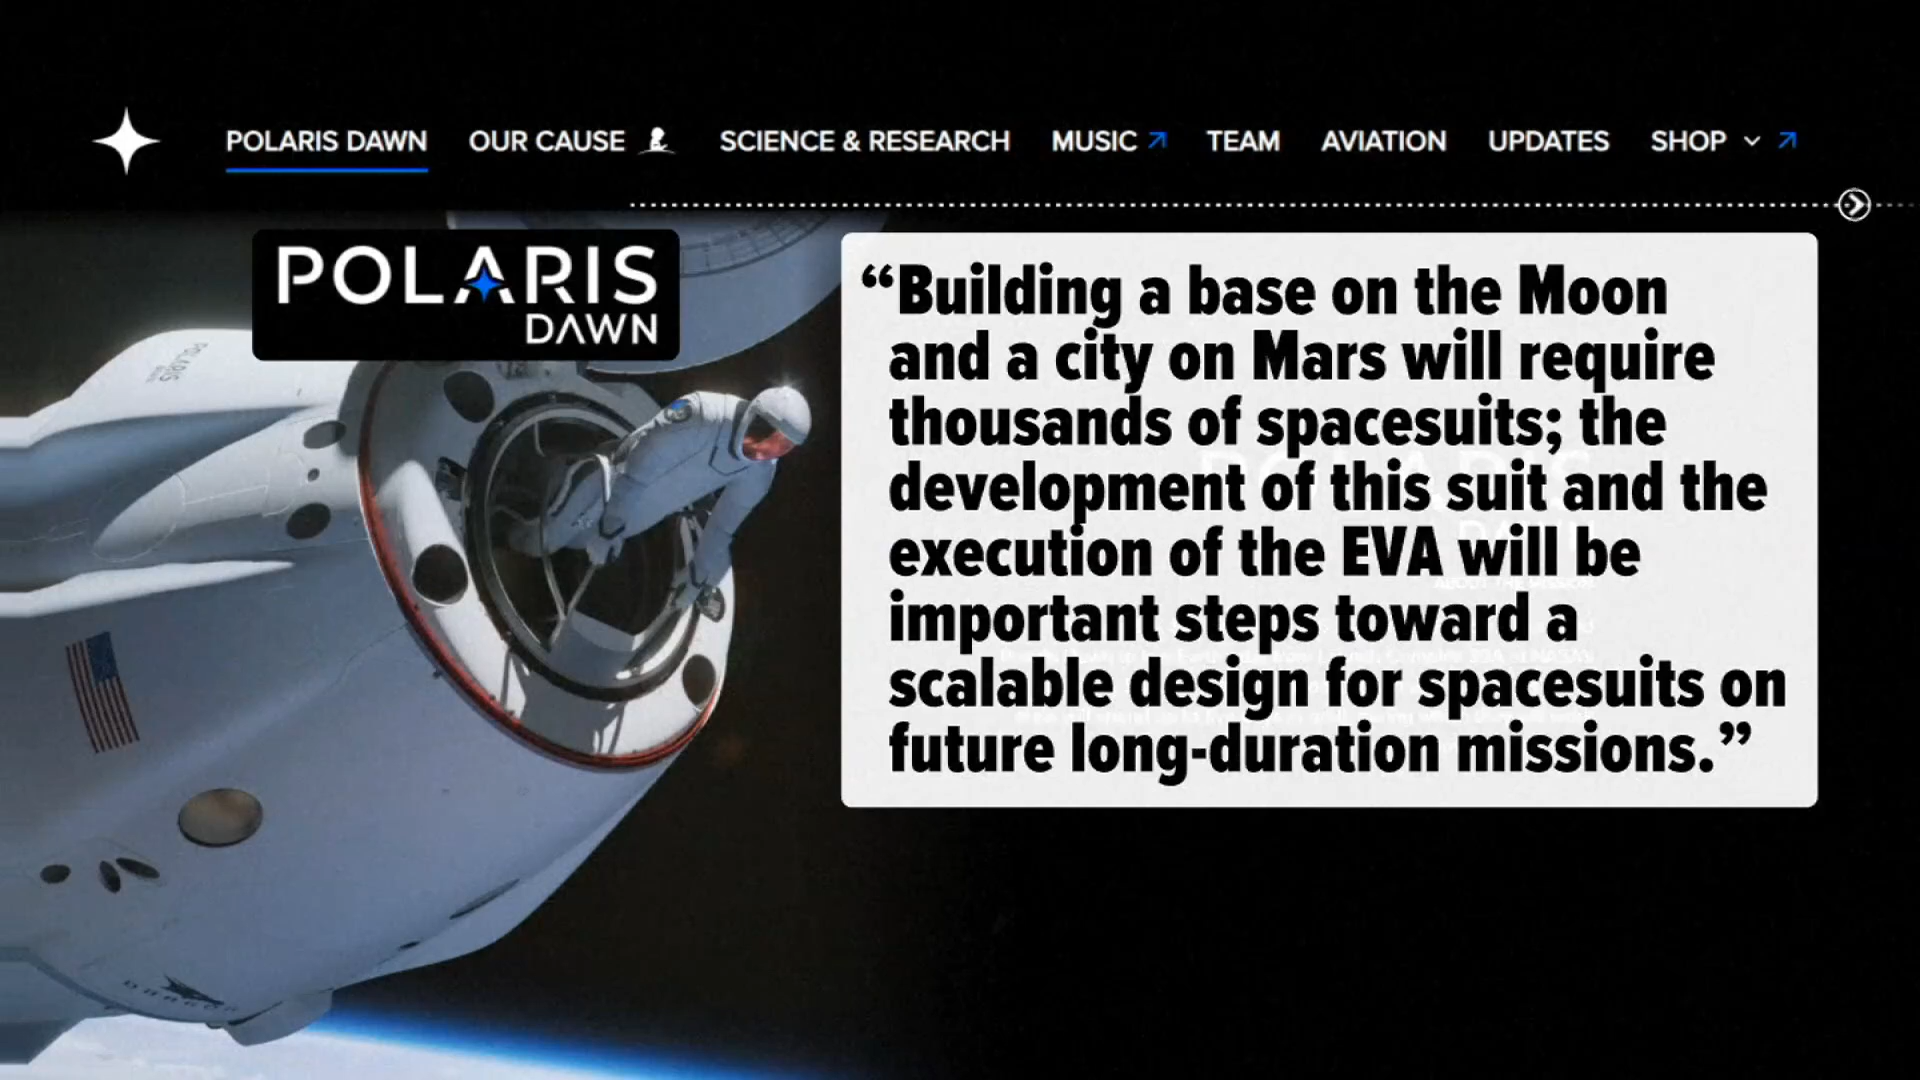 POLARIS DAWN OUR CAUSE SCIENCE & RESEARCH MUSIC TEAM AVIATION UPDATES SHOP
POLARIS
DAWN
“Building a base on the Moon
and a city on Mars will require
thousands of spacesuits; the
development of this suit and the
execution of the EVA will be
important steps toward a
scalable design for spacesuits on
future long-duration missions.”
POLARIS
DRAGON